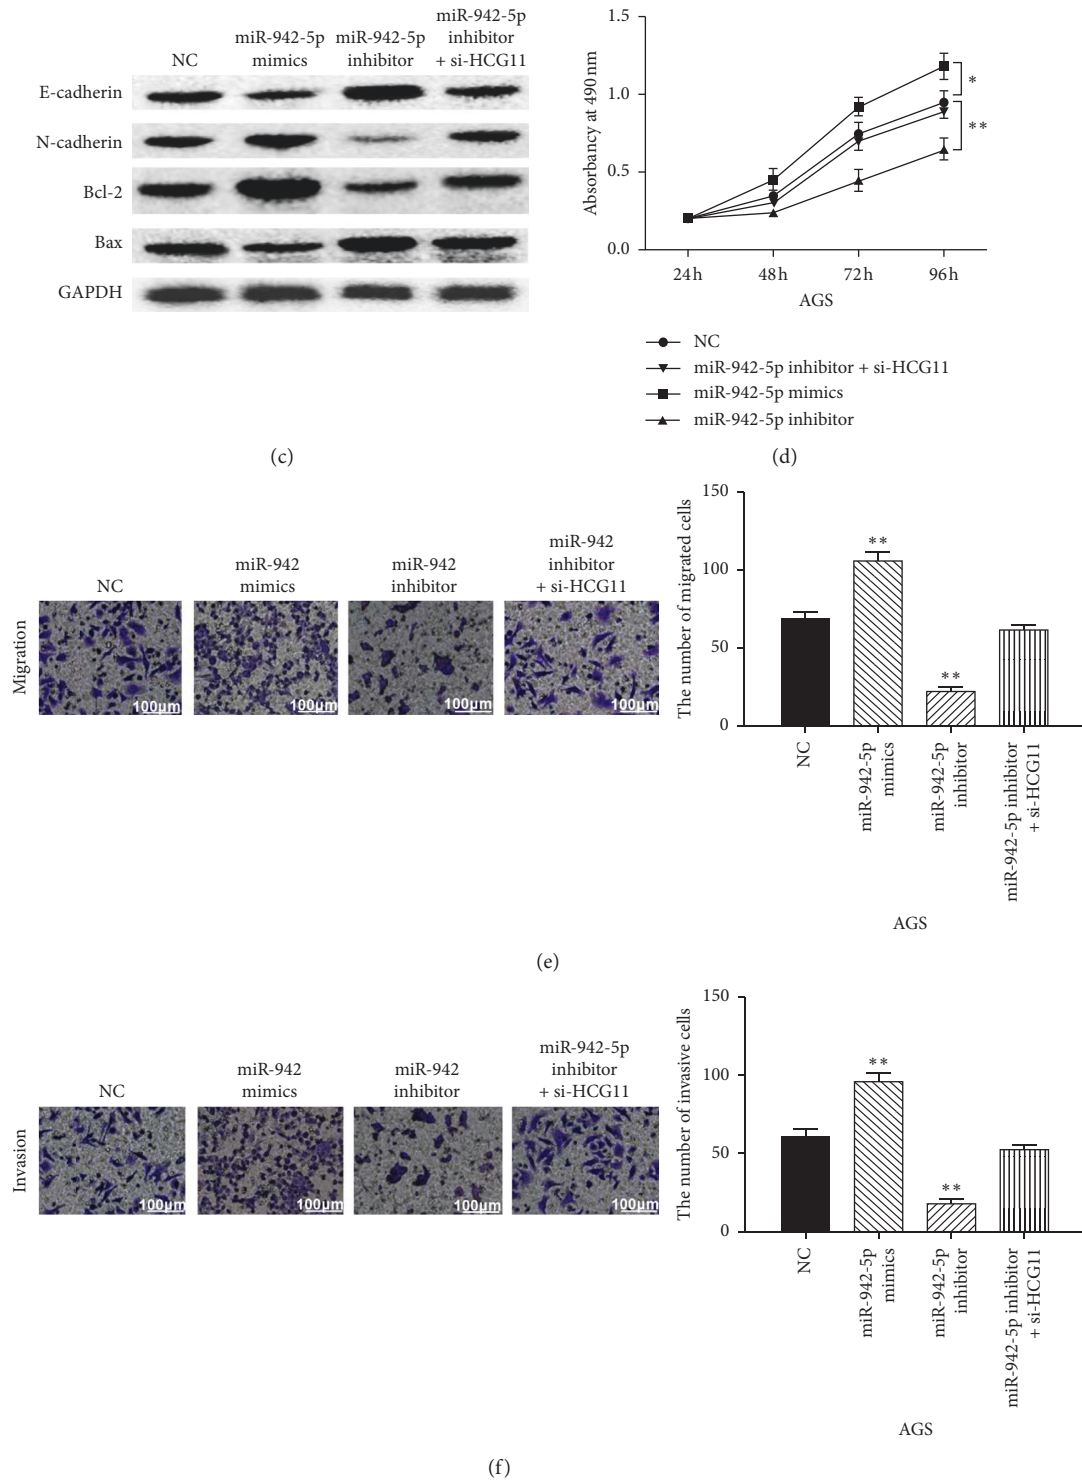 NC
miR-942-5p
mimics
miR-942-5p
inhibitor
miR-942-5p
inhibitor
+ si-HCG11
E-cadherin
N-cadherin
Bcl-2
Bax
GAPDH
(c)
Absorbancy at 490 nm
1.5
1.0
0.5
0.0
24 h
48 h
72 h
96 h
*
**
AGS
NC
miR-942-5p inhibitor + si-HCG11
miR-942-5p mimics
miR-942-5p inhibitor
(d)
Migration
NC
miR-942
mimics
miR-942
inhibitor
miR-942
inhibitor
+ si-HCG11
100μm
100μm
100μm
100μm
The number of migrated cells
150
100
50
0
**
**
NC
miR-942-5p
mimics
miR-942-5p
inhibitor
miR-942-5p inhibitor
+ si-HCG11
AGS
(e)
Invasion
NC
miR-942
mimics
miR-942
inhibitor
miR-942-5p
inhibitor
+ si-HCG11
100μm
100μm
100μm
100μm
The number of invasive cells
150
100
50
0
**
**
NC
miR-942-5p
mimics
miR-942-5p
inhibitor
miR-942-5p inhibitor
+ si-HCG11
AGS
(f)